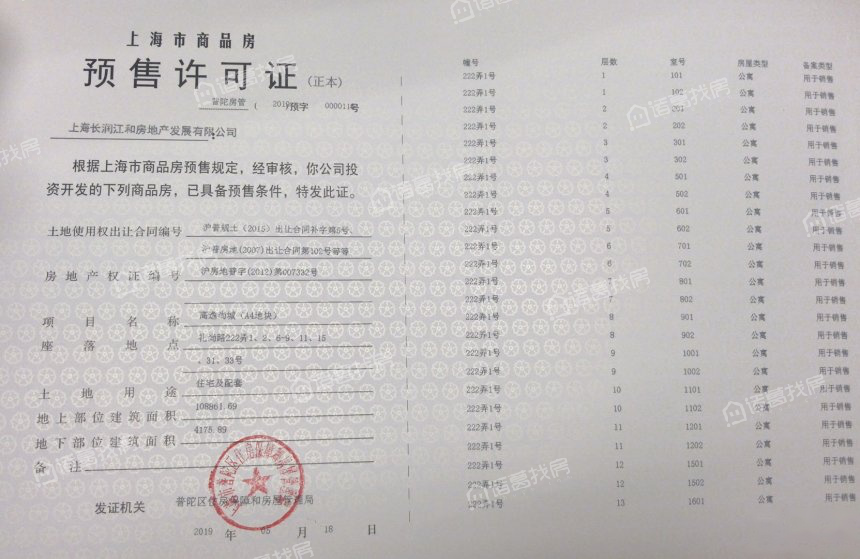 上海市商品房
预售许可证(正本)
普陀房管(2019)预字 0000118号
上海长润江和房地产发展有限公司:
根据上海市商品房预售规定，经审核，你公司投
资开发的下列商品房，已具备预售条件，特发此证。
土地使用权出让合同编号 沪普规土（2015）出让合同补字第5号、
沪普房地(2007)出让合同第102号等等
房地产权证编号 沪房地普字(2012)第007332号
项目名称 (A4地块)
座落地点 222弄1、2、6-9、11、15
、31、33号
土地用途 住宅及配套
地上部位建筑面积 108861.69
地下部位建筑面积 4175.69
备注
发证机关 普陀区住房保障和房屋管理局
2019 年 05 月 18 日
幢号 层数 室号 房屋类型 备案类型
222弄1号 1 101 公寓 用于销售
222弄1号 1 102 公寓 用于销售
222弄1号 2 201 公寓 用于销售
222弄1号 2 202 公寓 用于销售
222弄1号 3 301 公寓 用于销售
222弄1号 3 302 公寓 用于销售
222弄1号 4 501 公寓 用于销售
222弄1号 4 502 公寓 用于销售
222弄1号 5 601 公寓 用于销售
222弄1号 5 602 公寓 用于销售
222弄1号 6 701 公寓 用于销售
222弄1号 6 702 公寓 用于销售
222弄1号 7 801 公寓 用于销售
222弄1号 7 802 公寓 用于销售
222弄1号 8 901 公寓 用于销售
222弄1号 8 902 公寓 用于销售
222弄1号 9 1001 公寓 用于销售
222弄1号 9 1002 公寓 用于销售
222弄1号 10 1101 公寓 用于销售
222弄1号 10 1102 公寓 用于销售
222弄1号 11 1201 公寓 用于销售
222弄1号 11 1202 公寓 用于销售
222弄1号 12 1501 公寓 用于销售
222弄1号 12 1502 公寓 用于销售
222弄1号 13 1601 公寓 用于销售
诸葛找房